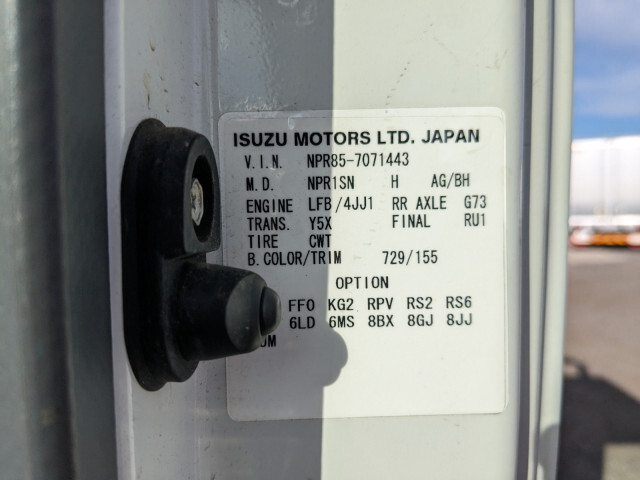 ISUZU MOTORS LTD. JAPAN
V.I.N. NPR85-7071443
M.D. NPR1SN H AG/BH
ENGINE LFB/4JJ1 RR AXLE G73
TRANS. Y5X FINAL RU1
TIRE CWT
B.COLOR/TRIM 729/155
OPTION
FF0 KG2 RPV RS2 RS6
6LD 6MS 8BX 8GJ 8JJ